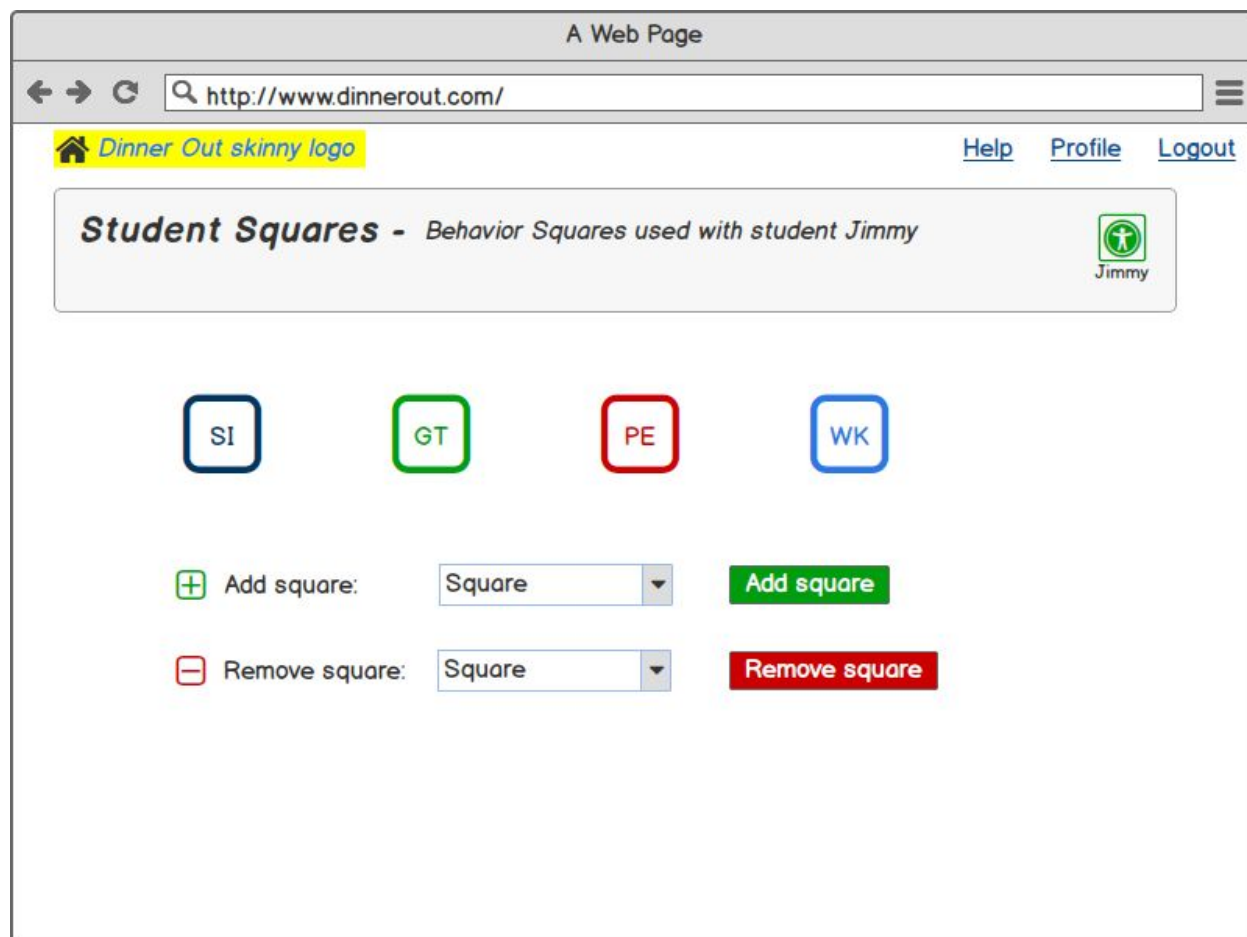 A Web Page
http://www.dinnerout.com/
Dinner Out skinny logo Help Profile Logout
Student Squares - Behavior Squares used with student Jimmy
Jimmy
SI GT PE WK
Add square: Square Add square
Remove square: Square Remove square